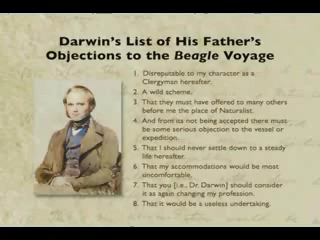 Darwin's List of His Father's
Objections to the Beagle Voyage
1. Disreputable to my character as a
Clergyman hereafter.
2. A wild scheme.
3. That they must have offered to many others
before me the place of Naturalist.
4. And from its not being accepted there must
be some serious objection to the vessel or
expedition.
5. That I should never settle down to a steady
life hereafter.
6. That my accommodations would be most
uncomfortable.
7. That you [i.e., Dr. Darwin] should consider
it as again changing my profession.
8. That it would be a useless undertaking.